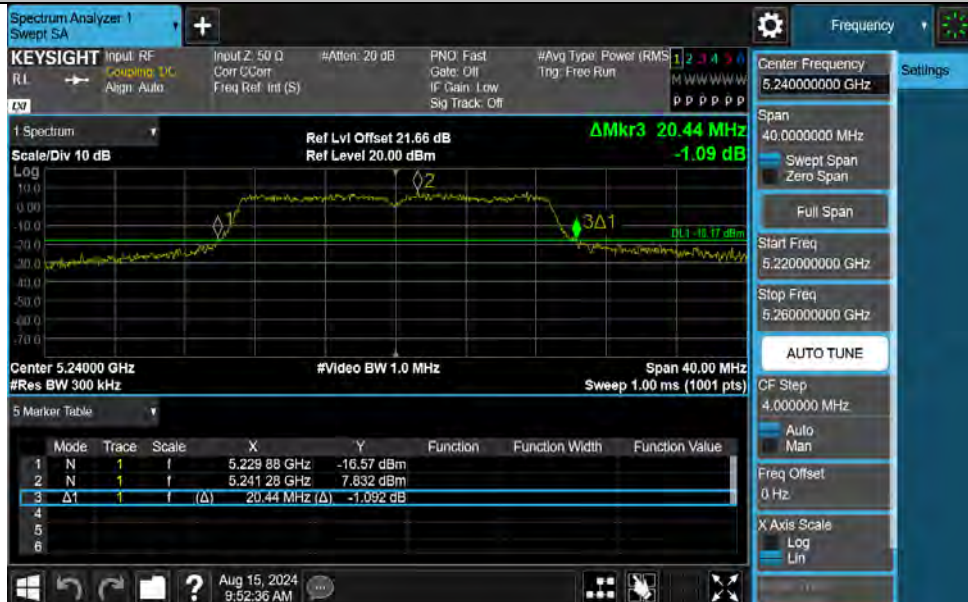 Spectrum Analyzer 1
Swept SA
+
Frequency
KEYSIGHT Input: RF Input Z: 50 Ω #Atten: 20 dB PNO: Fast #Avg Type: Power (RMS 1 2 3 4 5 6
Coupling: DC Corr CCorr Gate: Off Trig: Free Run
Align: Auto Freq Ref: Int (S) IF Gain: Low M W W W W W
Sig Track: Off P P P P P P
LXI
1 Spectrum
Ref Lvl Offset 21.66 dB
ΔMkr3 20.44 MHz
Scale/Div 10 dB
Ref Level 20.00 dBm
-1.09 dB
Log
10.0
0.00
-10.0
-20.0
-30.0
-40.0
-50.0
-60.0
-70.0
1
2
3Δ1
Center 5.24000 GHz #Video BW 1.0 MHz Span 40.00 MHz
#Res BW 300 kHz Sweep 1.00 ms (1001 pts)
5 Marker Table
Mode Trace Scale X Y Function Function Width Function Value
1 N 1 f 5.229 88 GHz -16.57 dBm
2 N 1 f 5.241 28 GHz 7.832 dBm
3 Δ1 1 f (Δ) 20.44 MHz (Δ) -1.092 dB
4
5
6
Aug 15, 2024
9:52:36 AM
?
Settings
Center Frequency
5.240000000 GHz
Span
40.0000000 MHz
Swept Span
Zero Span
Full Span
Start Freq
5.220000000 GHz
Stop Freq
5.260000000 GHz
AUTO TUNE
CF Step
4.000000 MHz
Auto
Man
Freq Offset
0 Hz
X Axis Scale
Log
Lin